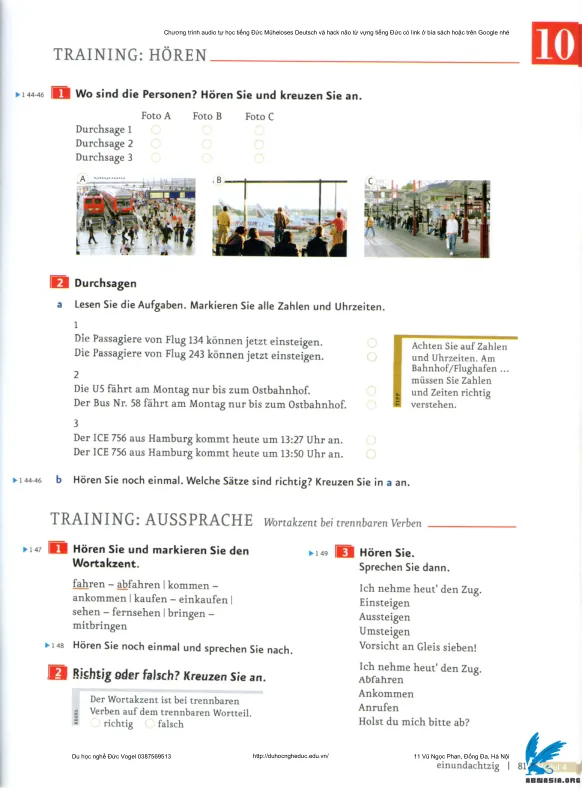 Chương trình audio tự học tiếng Đức Müheloses Deutsch và hack não từ vựng tiếng Đức có link ở bìa sách hoặc trên Google nhé
10
TRAINING: HÖREN
▶ 1 44-46 1 Wo sind die Personen? Hören Sie und kreuzen Sie an.
Foto A Foto B Foto C
Durchsage 1
Durchsage 2
Durchsage 3
A B C
2 Durchsagen
a Lesen Sie die Aufgaben. Markieren Sie alle Zahlen und Uhrzeiten.
1
Die Passagiere von Flug 134 können jetzt einsteigen.
Die Passagiere von Flug 243 können jetzt einsteigen.
2
Die U5 fährt am Montag nur bis zum Ostbahnhof.
Der Bus Nr. 58 fährt am Montag nur bis zum Ostbahnhof.
3
Der ICE 756 aus Hamburg kommt heute um 13:27 Uhr an.
Der ICE 756 aus Hamburg kommt heute um 13:50 Uhr an.
TIPP
Achten Sie auf Zahlen
und Uhrzeiten. Am
Bahnhof/Flughafen ...
müssen Sie Zahlen
und Zeiten richtig
verstehen.
▶ 1 44-46 b Hören Sie noch einmal. Welche Sätze sind richtig? Kreuzen Sie in a an.
TRAINING: AUSSPRACHE Wortakzent bei trennbaren Verben
▶ 1 47 1 Hören Sie und markieren Sie den
Wortakzent.
fahren – abfahren | kommen –
ankommen | kaufen – einkaufen |
sehen – fernsehen | bringen –
mitbringen
▶ 1 48 Hören Sie noch einmal und sprechen Sie nach.
2 Richtig oder falsch? Kreuzen Sie an.
REGEL
Der Wortakzent ist bei trennbaren
Verben auf dem trennbaren Wortteil.
richtig falsch
▶ 1 49 3 Hören Sie.
Sprechen Sie dann.
Ich nehme heut' den Zug.
Einsteigen
Aussteigen
Umsteigen
Vorsicht an Gleis sieben!
Ich nehme heut' den Zug.
Abfahren
Ankommen
Anrufen
Holst du mich bitte ab?
Du học nghề Đức Vogel 0387569513 http://duhocngheduc.edu.vn/ 11 Vũ Ngọc Phan, Đống Đa, Hà Nội
einundachtzig | 81